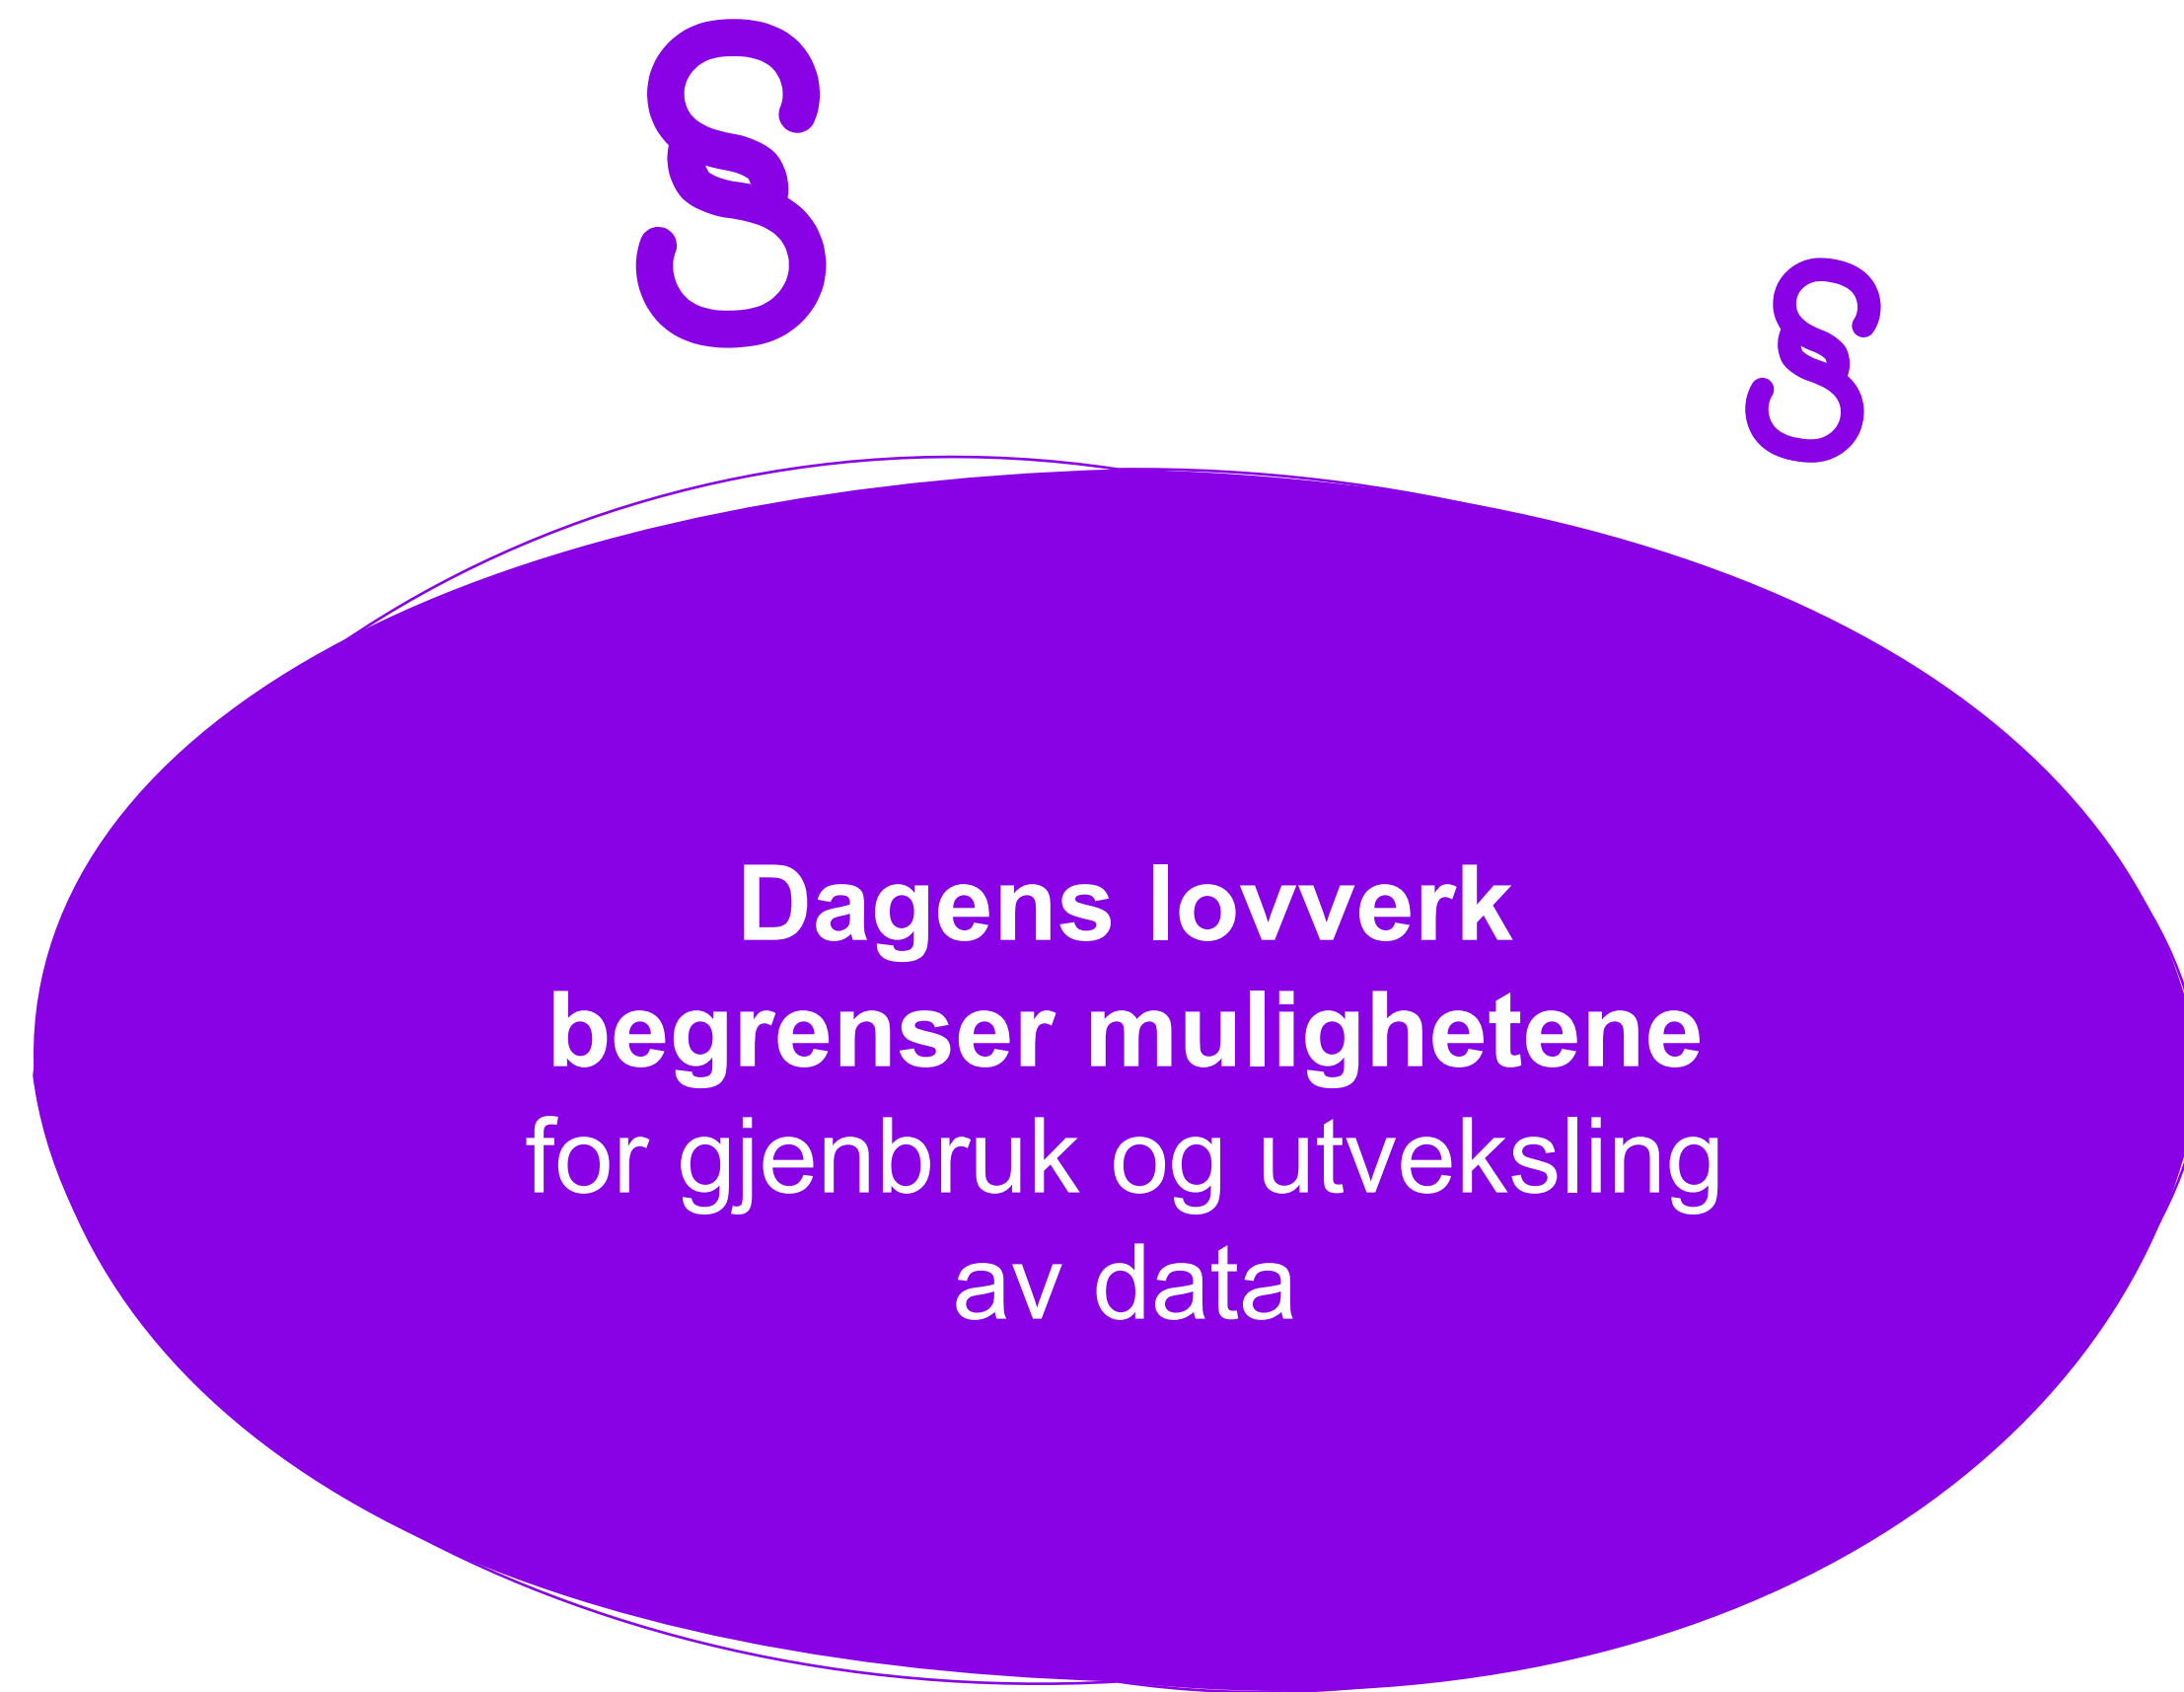 §
§
Dagens lovverk
begrenser mulighetene
for gjenbruk og utveksling
av data